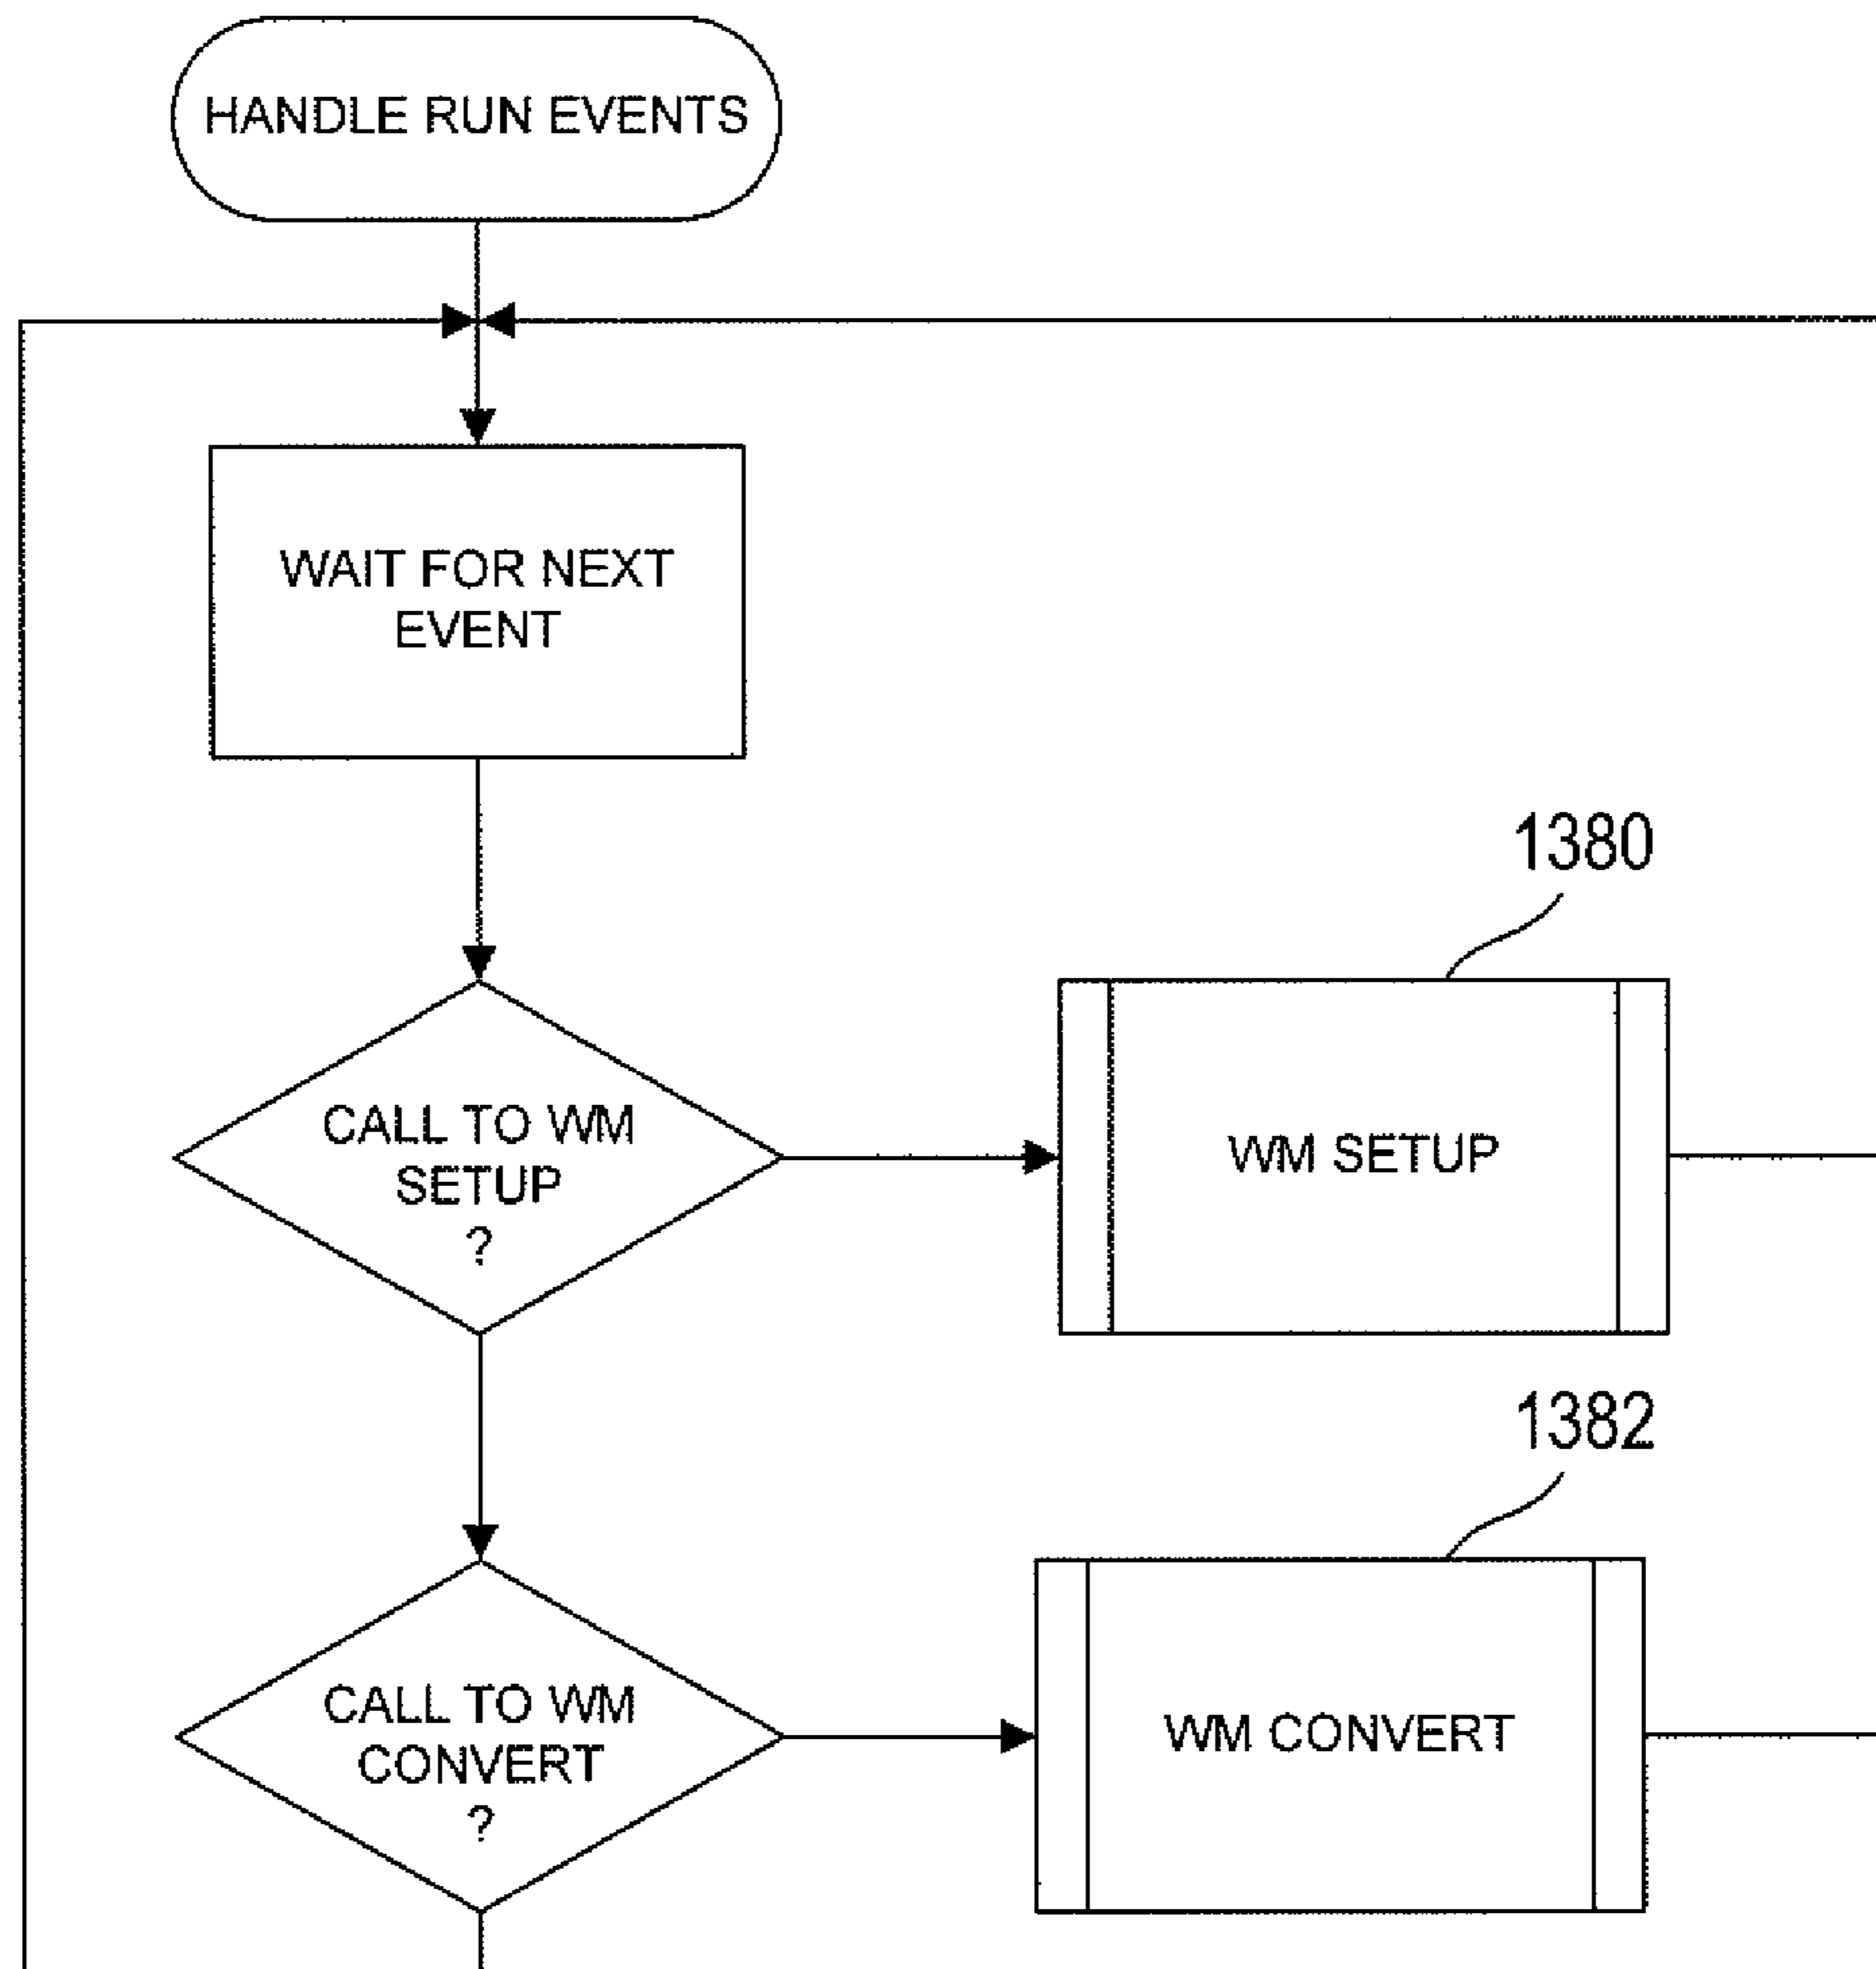 HANDLE RUN EVENTS
WAIT FOR NEXT
EVENT
1380
CALL TO WM
SETUP
?
WM SETUP
1382
CALL TO WM
CONVERT
?
WM CONVERT